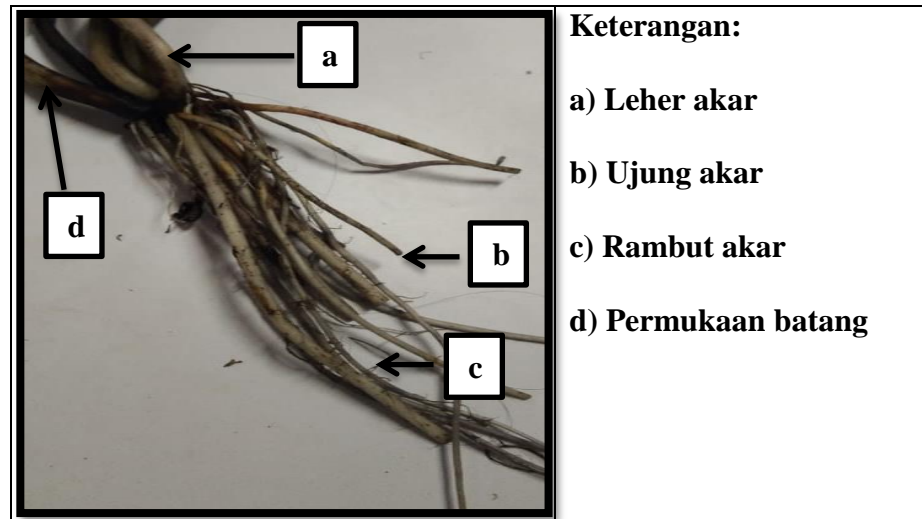 a
d
b
c
Keterangan:
a) Leher akar
b) Ujung akar
c) Rambut akar
d) Permukaan batang